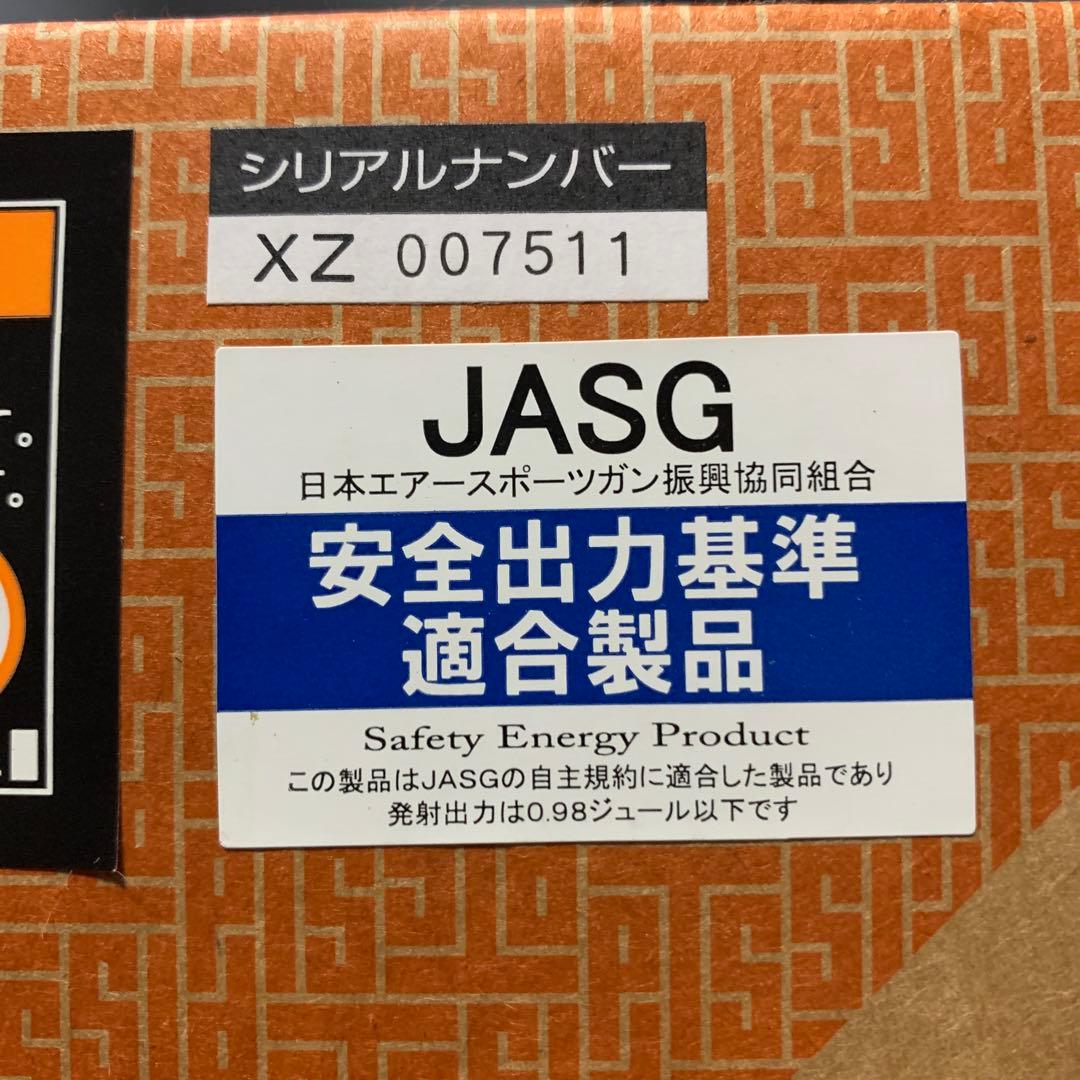 シリアルナンバー
XZ 007511
JASG
日本エアースポーツガン振興協同組合
安全出力基準
適合製品
Safety Energy Product
この製品はJASGの自主規約に適合した製品であり
発射出力は0.98ジュール以下です